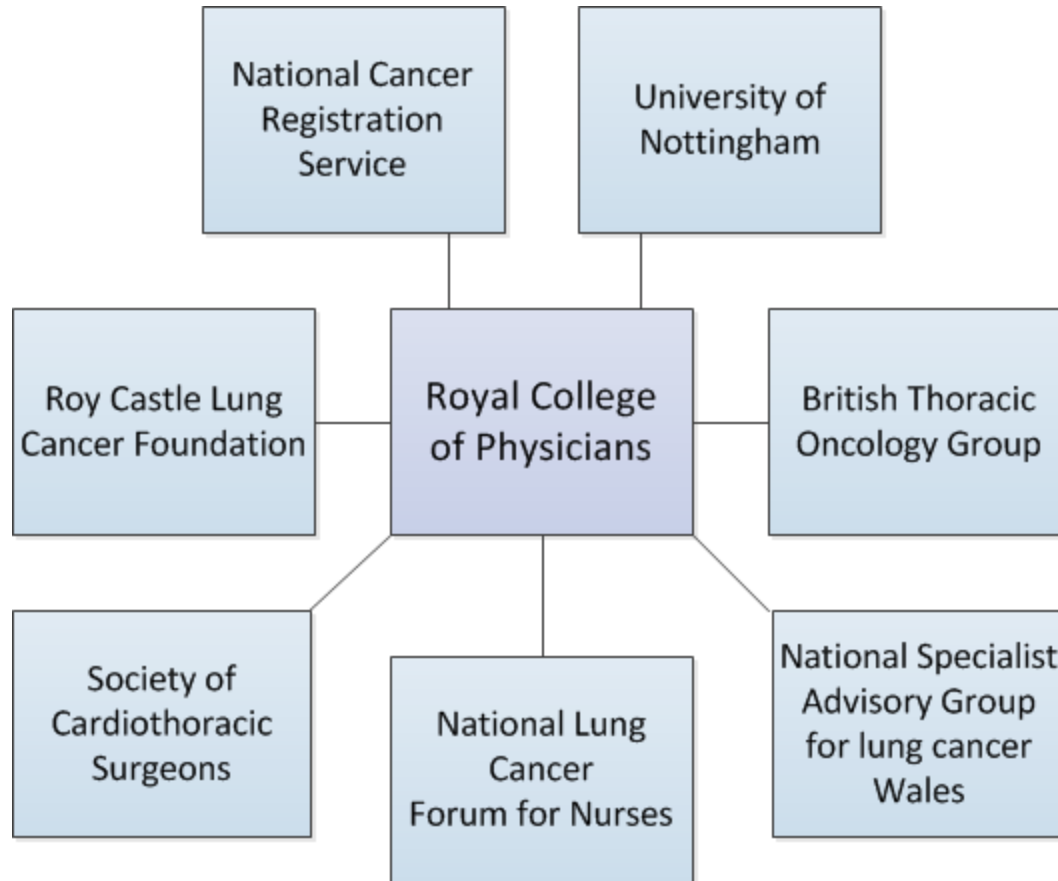 National Cancer
Registration
Service
University of
Nottingham
Roy Castle Lung
Cancer Foundation
Royal College
of Physicians
British Thoracic
Oncology Group
Society of
Cardiothoracic
Surgeons
National Lung
Cancer
Forum for Nurses
National Specialist
Advisory Group
for lung cancer
Wales